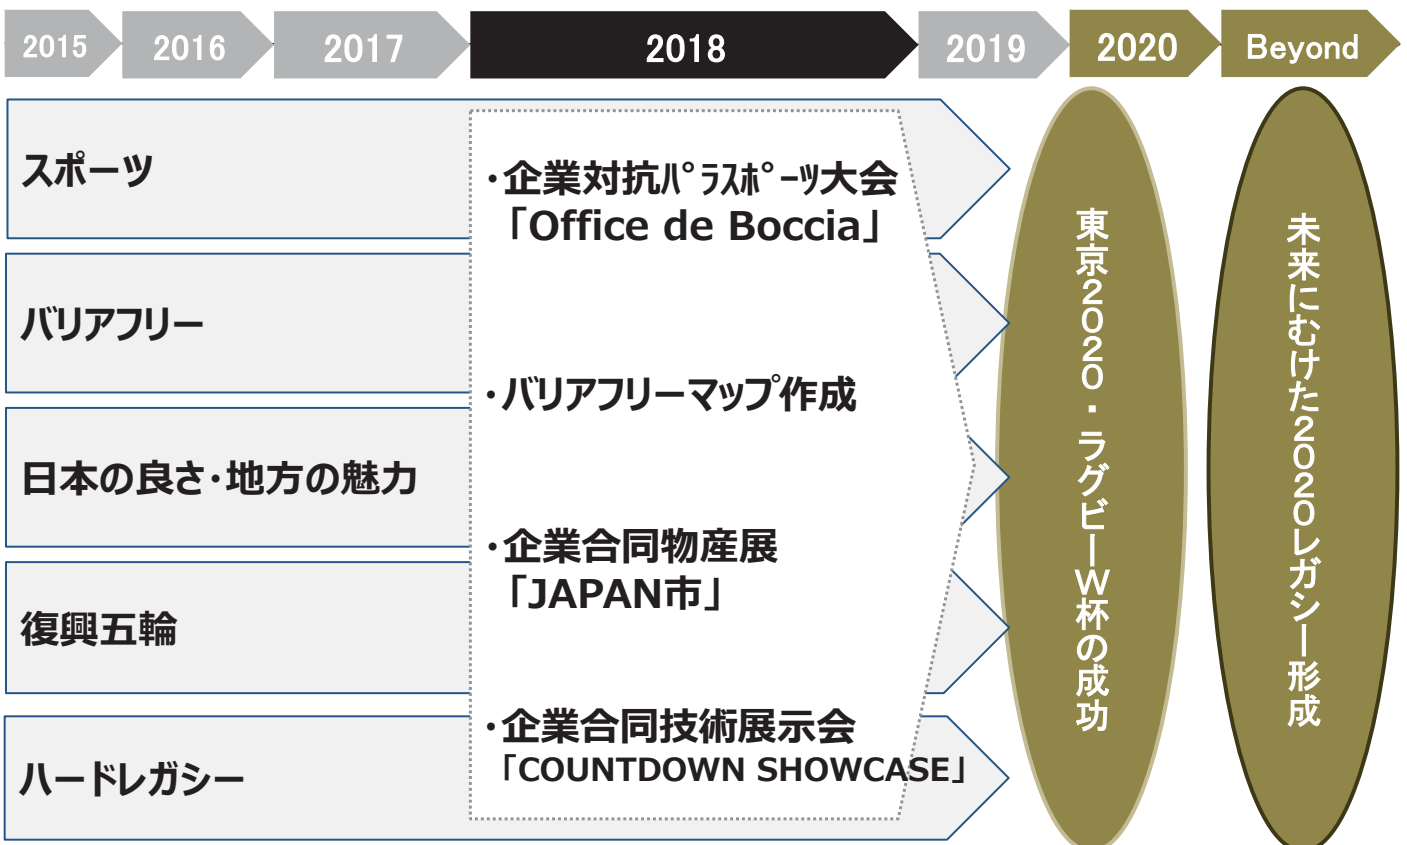 2015
2016
2017
2018
2019
2020
Beyond
スポーツ
・企業対抗ﾊﾟﾗｽﾎﾟｰﾂ大会
「Office de Boccia」
バリアフリー
・バリアフリーマップ作成
日本の良さ・地方の魅力
・企業合同物産展
「JAPAN市」
復興五輪
・企業合同技術展示会
「COUNTDOWN SHOWCASE」
ハードレガシー
東京２０２０・ラグビーＷ杯の成功
未来にむけた２０２０レガシー形成